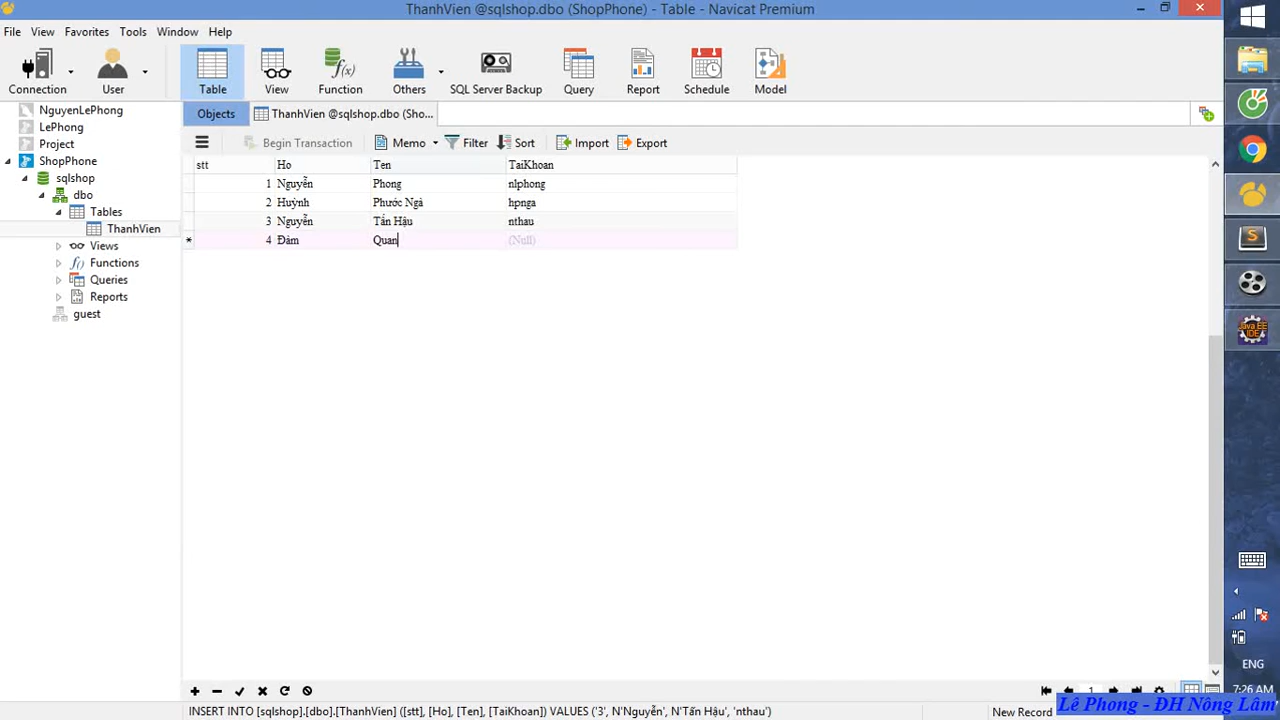 ThanhVien @sqlshop.dbo (ShopPhone) - Table - Navicat Premium
File View Favorites Tools Window Help
Connection User Table View Function Others SQL Server Backup Query Report Schedule Model
NguyenLePhong
LePhong
Project
ShopPhone
sqlshop
dbo
Tables
ThanhVien
Views
Functions
Queries
Reports
guest
Objects ThanhVien @sqlshop.dbo (Sho...
Begin Transaction Memo Filter Sort Import Export
stt Ho Ten TaiKhoan
1 Nguyễn Phong nlphong
2 Huỳnh Phước Ngà hpnga
3 Nguyễn Tấn Hậu nthau
* 4 Đàm Quan (Null)
1
INSERT INTO [sqlshop].[dbo].[ThanhVien] ([stt], [Ho], [Ten], [TaiKhoan]) VALUES ('3', N'Nguyễn', N'Tấn Hậu', 'nthau')
New Record
Java EE
IDE
ENG
7:26 AM
Lê Phong - ĐH Nông Lâm